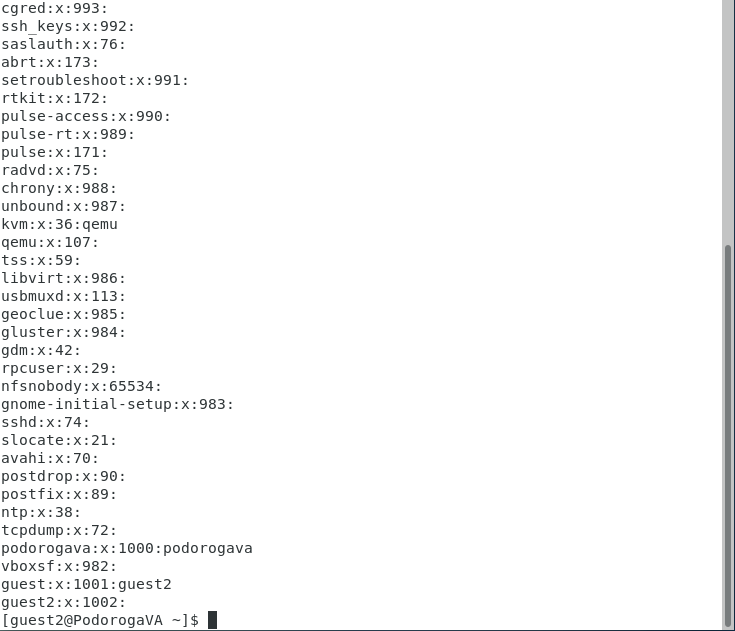 cgred:x:993:
ssh_keys:x:992:
saslauth:x:76:
abrt:x:173:
setroubleshoot:x:991:
rtkit:x:172:
pulse-access:x:990:
pulse-rt:x:989:
pulse:x:171:
radvd:x:75:
chrony:x:988:
unbound:x:987:
kvm:x:36:qemu
qemu:x:107:
tss:x:59:
libvirt:x:986:
usbmuxd:x:113:
geoclue:x:985:
gluster:x:984:
gdm:x:42:
rpcuser:x:29:
nfsnobody:x:65534:
gnome-initial-setup:x:983:
sshd:x:74:
slocate:x:21:
avahi:x:70:
postdrop:x:90:
postfix:x:89:
ntp:x:38:
tcpdump:x:72:
podorogava:x:1000:podorogava
vboxsf:x:982:
guest:x:1001:guest2
guest2:x:1002:
[guest2@PodorogaVA ~]$